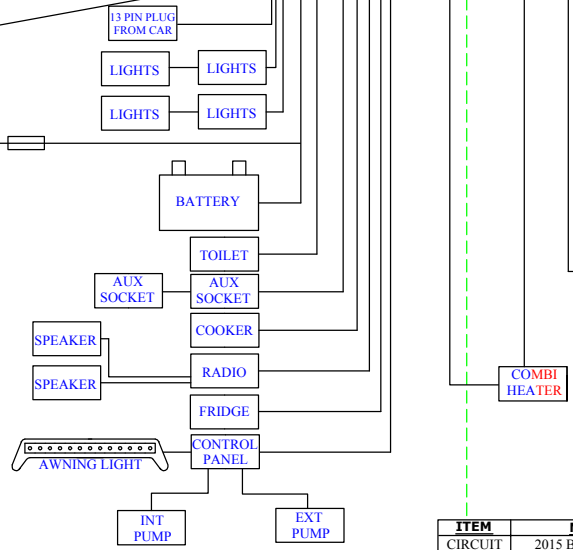 13 PIN PLUG
FROM CAR
LIGHTS
LIGHTS
LIGHTS
LIGHTS
BATTERY
TOILET
AUX
SOCKET
AUX
SOCKET
COOKER
SPEAKER
SPEAKER
RADIO
COMBI
HEATER
FRIDGE
CONTROL
PANEL
AWNING LIGHT
INT
PUMP
EXT
PUMP
ITEM
CIRCUIT 2015 B